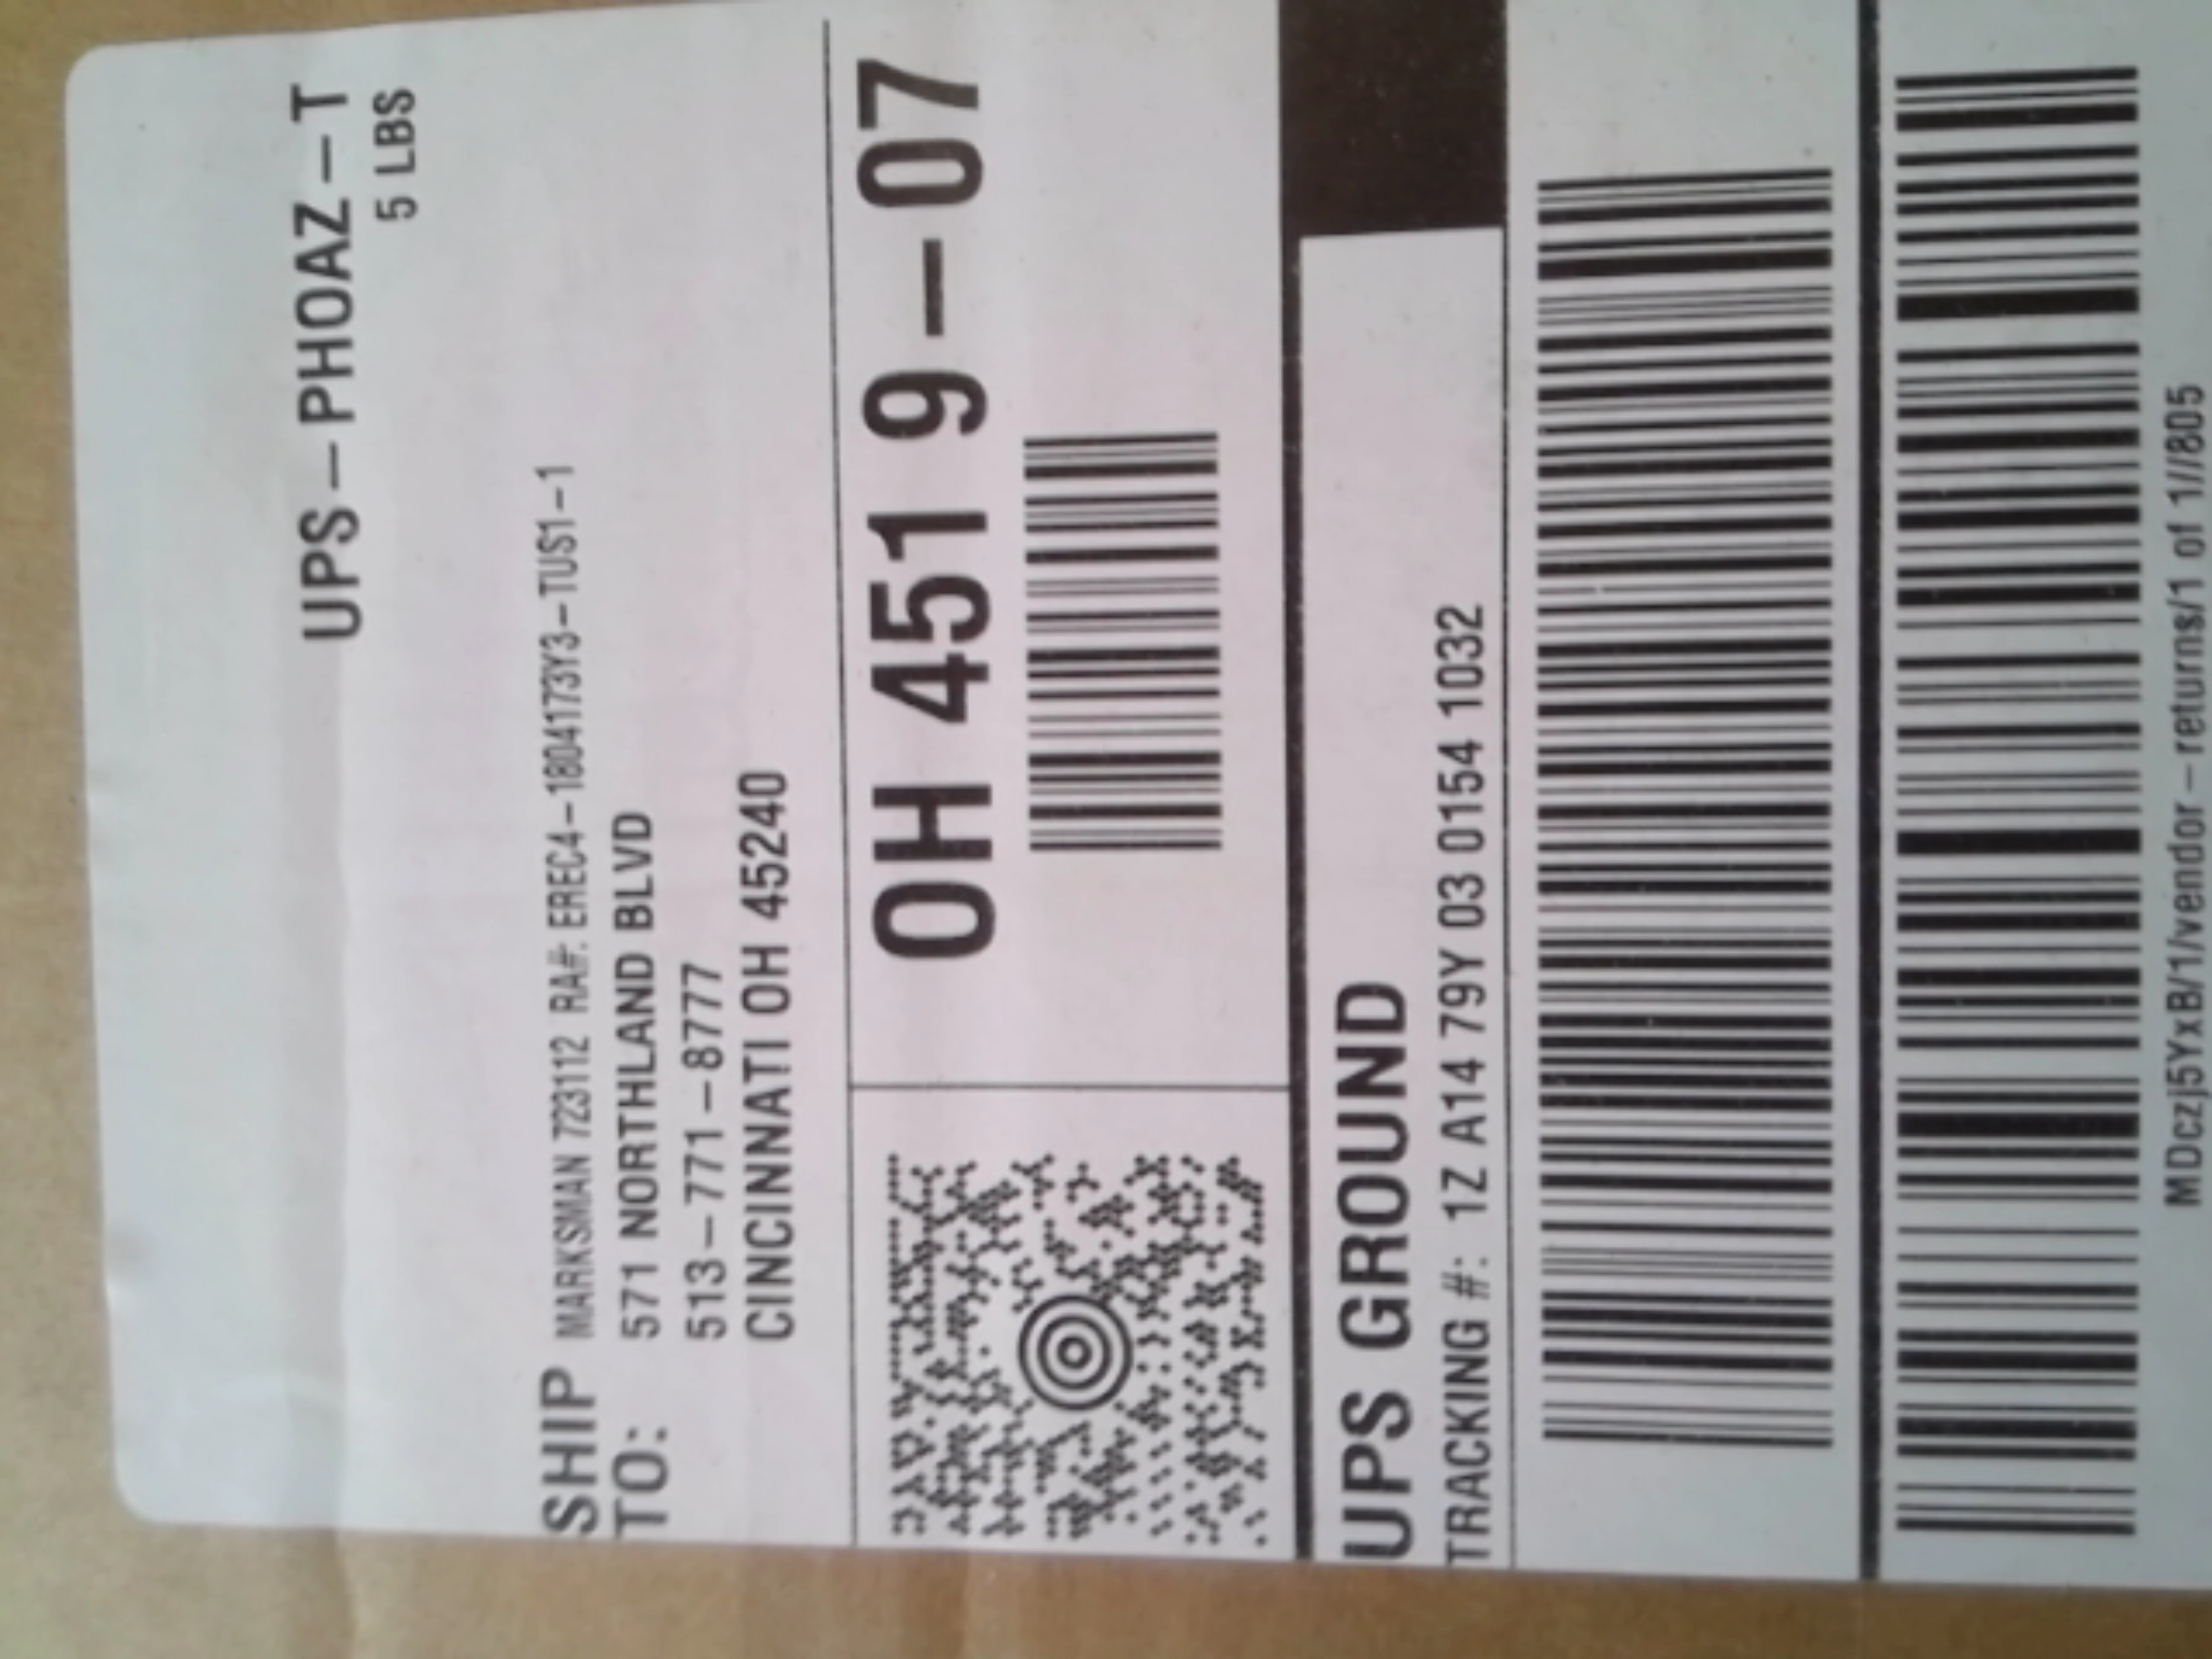 UPS-PHOAZ-T
5 LBS
SHIP TO:
MARKSMAN 723112 RA#: EREC4-1804173Y3-TUS1-1
571 NORTHLAND BLVD
513-771-8777
CINCINNATI OH 45240
OH 451 9-07
UPS GROUND
TRACKING #: 1Z A14 79Y 03 0154 1032
MDczj5YxB/1/vendor-returns/1 of 1//805